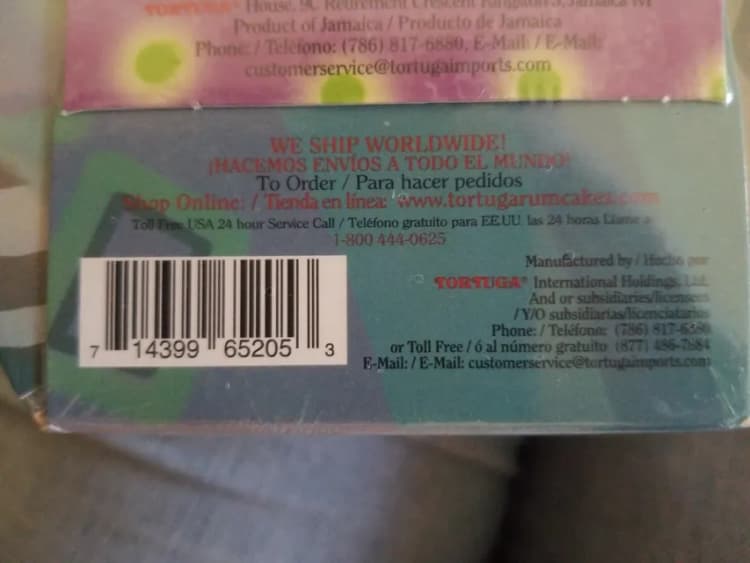 TORTUGA® House, 9C Retirement Crescent Kingston 5, Jamaica WI
Product of Jamaica / Producto de Jamaica
Phone: / Teléfono: (786) 817-6880, E-Mail: / E-Mail:
customerservice@tortugaimports.com
WE SHIP WORLDWIDE!
¡HACEMOS ENVÍOS A TODO EL MUNDO!
To Order / Para hacer pedidos
Shop Online: / Tienda en línea: www.tortugarumcakes.com
Toll Free USA 24 hour Service Call / Teléfono gratuito para EE.UU. las 24 horas Llame a
1-800 444-0625
Manufactured by / Hecho por
TORTUGA® International Holdings, Ltd.
And or subsidiaries/licensees
/ Y/O subsidiarias/licenciatarias
Phone: / Teléfono: (786) 817-6880
or Toll Free / ó al número gratuito (877) 486-7884
E-Mail: / E-Mail: customerservice@tortugaimports.com
7 14399 65205 3